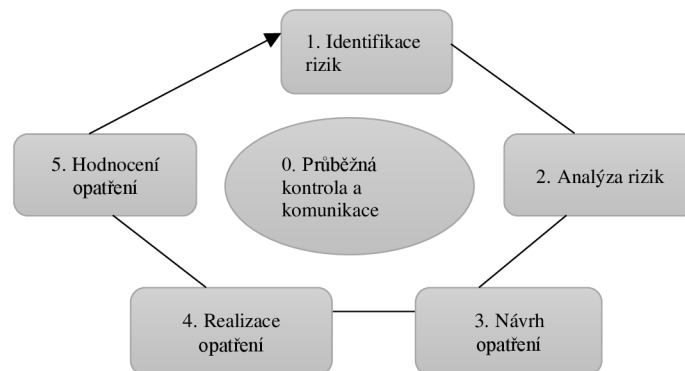 1. Identifikace
rizik
5. Hodnocení
opatření
0. Průběžná
kontrola a
komunikace
2. Analýza rizik
4. Realizace
opatření
3. Návrh
opatření